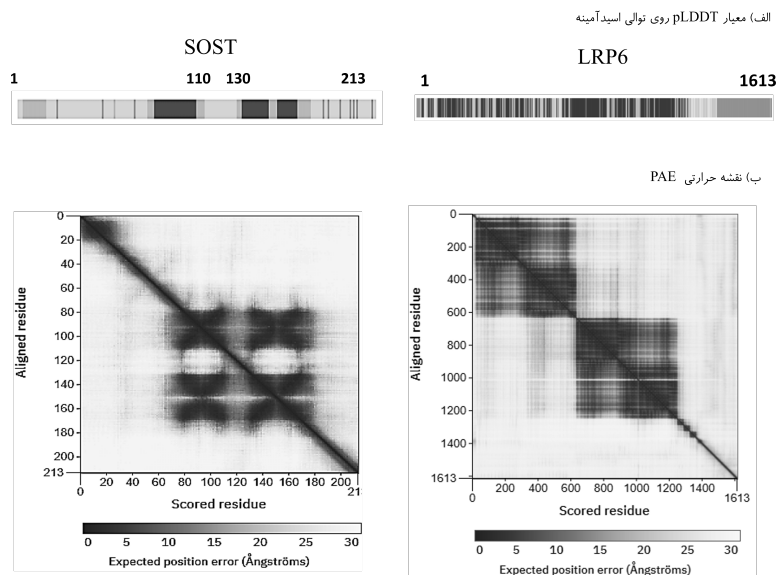 الف) معیار pLDDT روی توالی اسیدآمینه
SOST
1 110 130 213
LRP6
1 1613
ب) نقشه حرارتی PAE
0
20
40
60
80
100
120
140
160
180
200
213
Aligned residue
0 20 40 60 80 100 120 140 160 180 200 21
Scored residue
0 5 10 15 20 25 30
Expected position error (Ångströms)
0
200
400
600
800
1000
1200
1400
1613
Aligned residue
0 200 400 600 800 1000 1200 1400 1613
Scored residue
0 5 10 15 20 25 30
Expected position error (Ångströms)